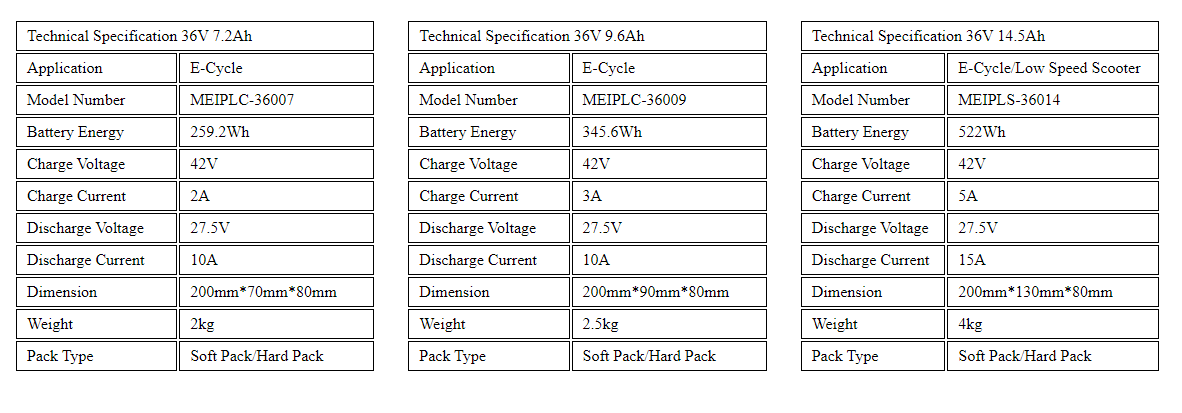 Technical Specification 36V 7.2Ah
Application E-Cycle
Model Number MEIPLC-36007
Battery Energy 259.2Wh
Charge Voltage 42V
Charge Current 2A
Discharge Voltage 27.5V
Discharge Current 10A
Dimension 200mm*70mm*80mm
Weight 2kg
Pack Type Soft Pack/Hard Pack
Technical Specification 36V 9.6Ah
Application E-Cycle
Model Number MEIPLC-36009
Battery Energy 345.6Wh
Charge Voltage 42V
Charge Current 3A
Discharge Voltage 27.5V
Discharge Current 10A
Dimension 200mm*90mm*80mm
Weight 2.5kg
Pack Type Soft Pack/Hard Pack
Technical Specification 36V 14.5Ah
Application E-Cycle/Low Speed Scooter
Model Number MEIPLS-36014
Battery Energy 522Wh
Charge Voltage 42V
Charge Current 5A
Discharge Voltage 27.5V
Discharge Current 15A
Dimension 200mm*130mm*80mm
Weight 4kg
Pack Type Soft Pack/Hard Pack